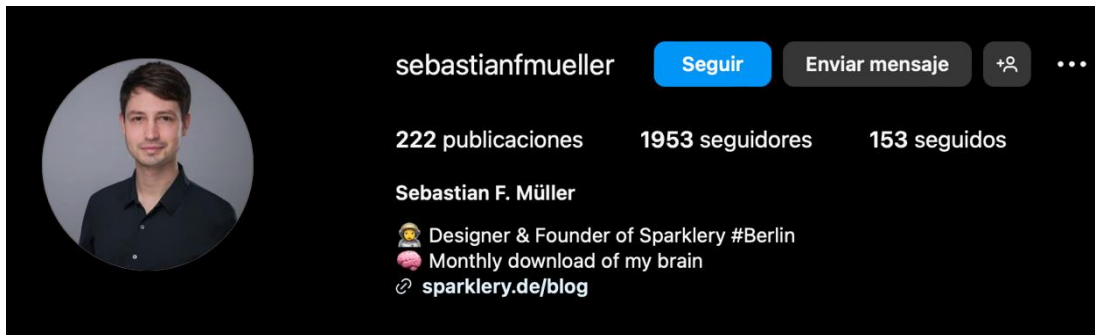 sebastianfmueller Seguir Enviar mensaje
222 publicaciones 1953 seguidores 153 seguidos
Sebastian F. Müller
👨‍🚀 Designer & Founder of Sparklery #Berlin
🧠 Monthly download of my brain
sparklery.de/blog